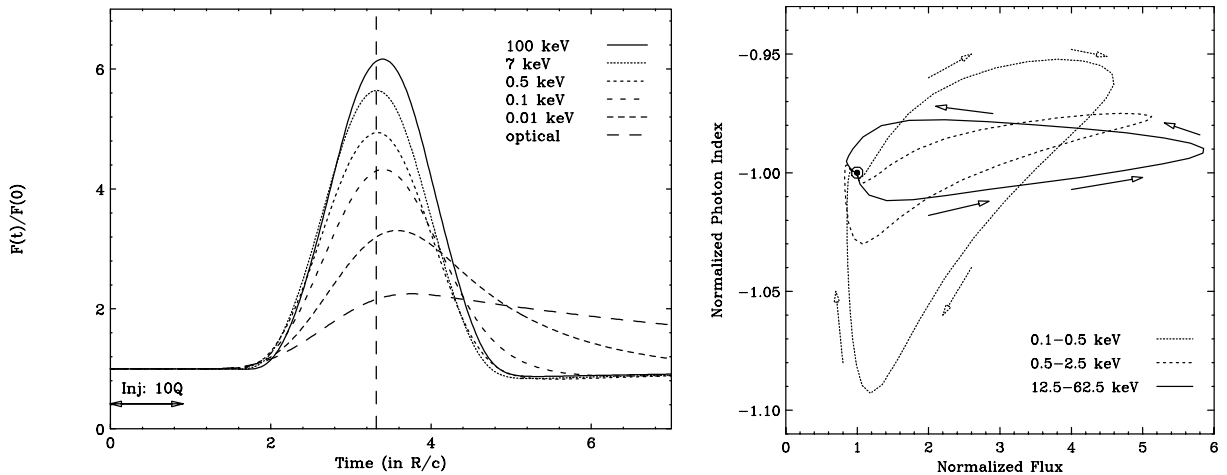 F(t)/F(0)
6
4
2
0
100 keV
7 keV
0.5 keV
0.1 keV
0.01 keV
optical
Inj: 10Q
0 2 4 6
Time (in R/c)
Normalized Photon Index
-0.95
-1.00
-1.05
-1.10
0.1-0.5 keV
0.5-2.5 keV
12.5-62.5 keV
0 1 2 3 4 5 6
Normalized Flux